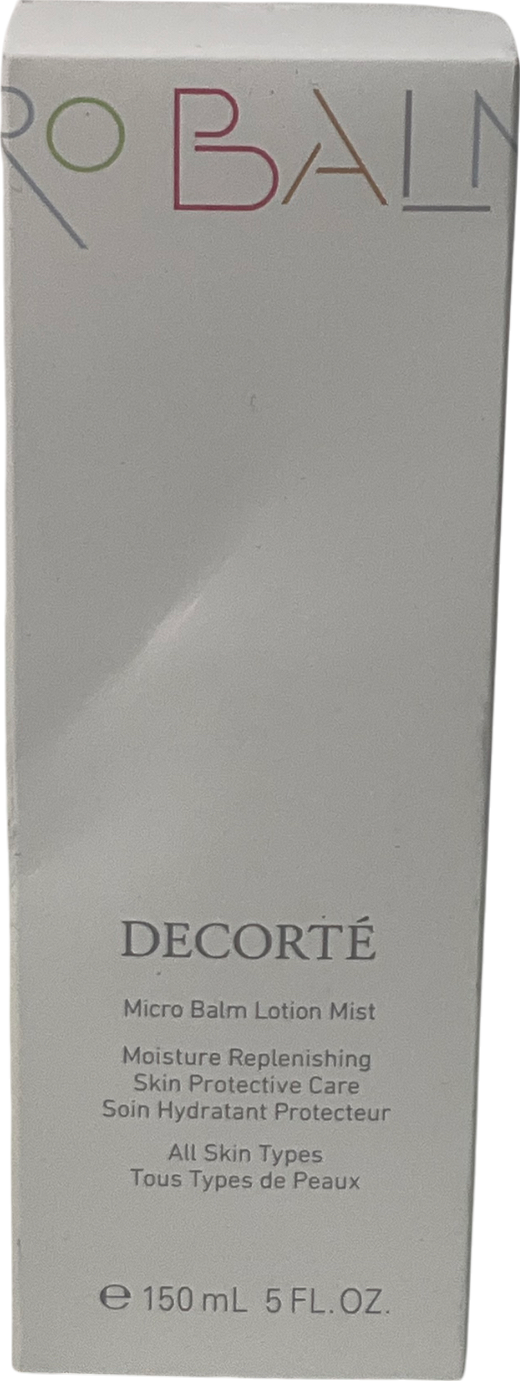 RO BALM
DECORTÉ
Micro Balm Lotion Mist
Moisture Replenishing
Skin Protective Care
Soin Hydratant Protecteur
All Skin Types
Tous Types de Peaux
℮ 150 mL 5 FL. OZ.